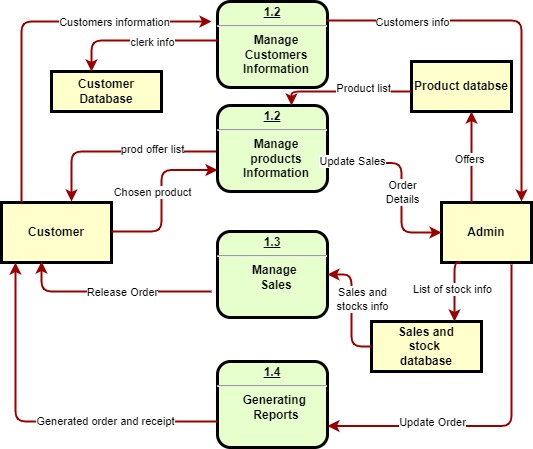 1.2
Customers information
Customers info
Manage
Customers
Information
clerk info
Customer
Database
Product list
Product databse
1.2
Manage
products
Information
prod offer list
Update Sales
Offers
Chosen product
Order
Details
Customer
Admin
1.3
Manage
Sales
Release Order
Sales and
stocks info
List of stock info
Sales and
stock
database
1.4
Generating
Reports
Generated order and receipt
Update Order